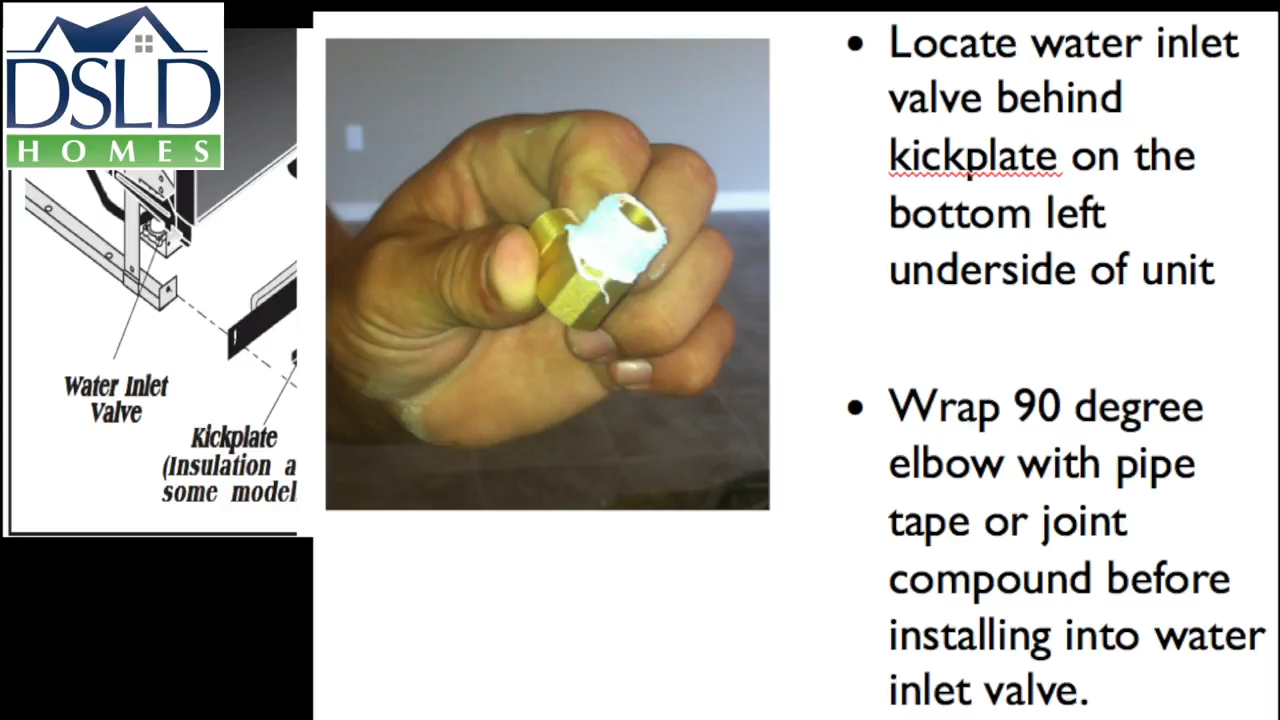 DSLD
HOMES
Water Inlet
Valve
Kickplate
(Insulation a
some model
• Locate water inlet
valve behind
kickplate on the
bottom left
underside of unit
• Wrap 90 degree
elbow with pipe
tape or joint
compound before
installing into water
inlet valve.